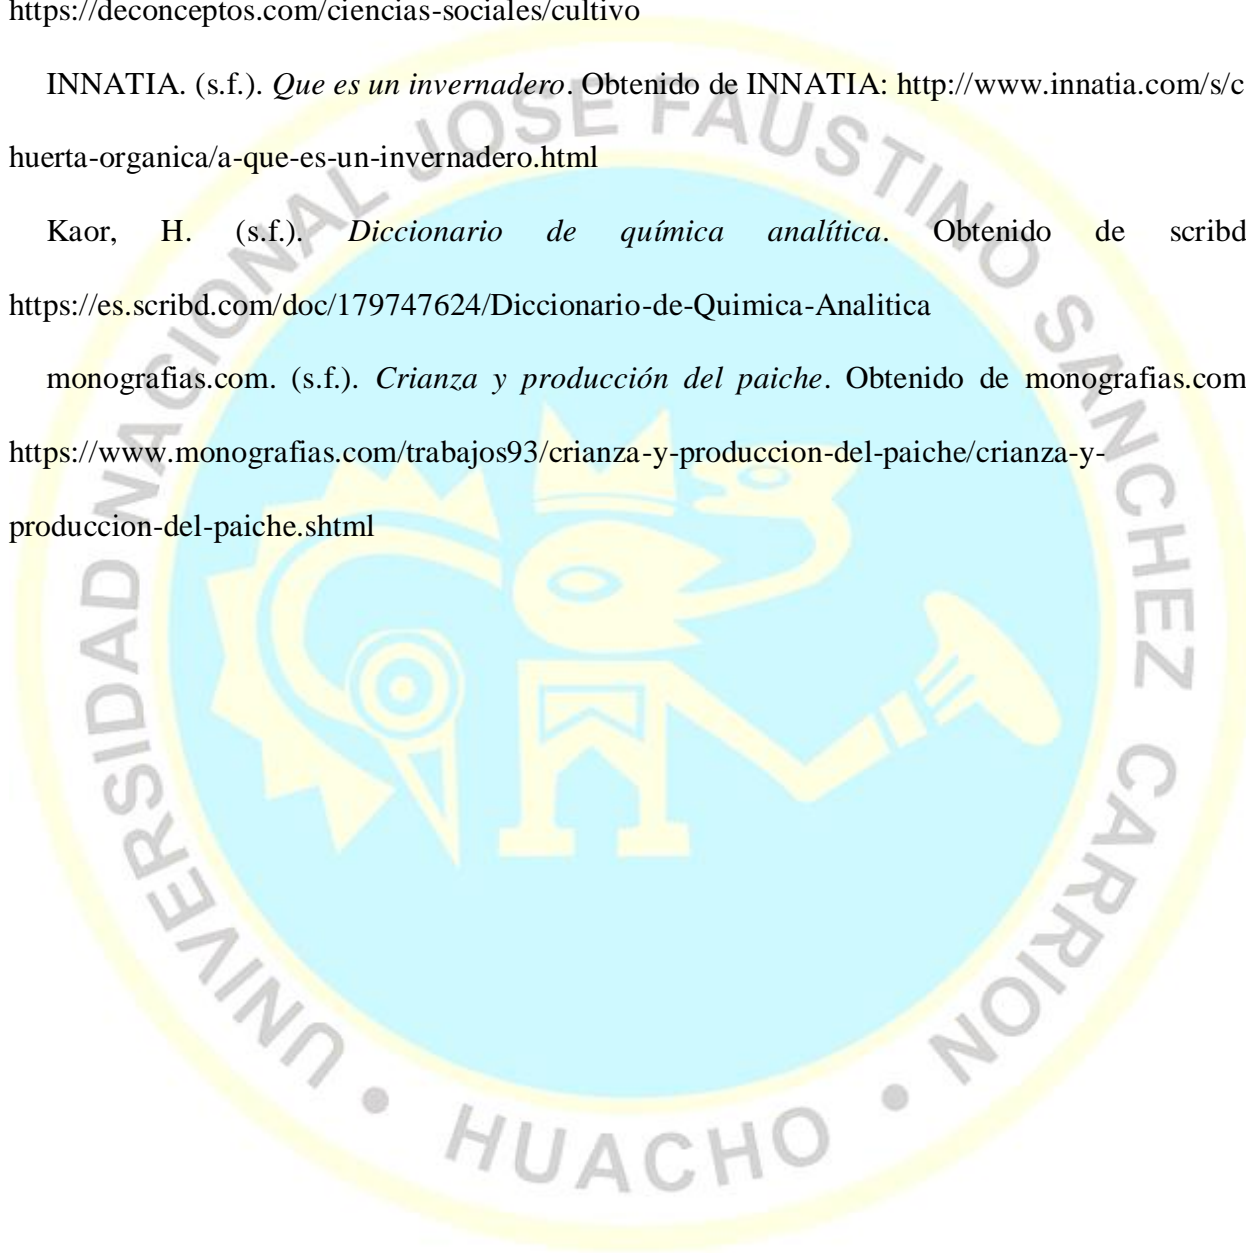 https://deconceptos.com/ciencias-sociales/cultivo
INNATIA. (s.f.). Que es un invernadero. Obtenido de INNATIA: http://www.innatia.com/s/c
huerta-organica/a-que-es-un-invernadero.html
Kaor, H. (s.f.). Diccionario de química analítica. Obtenido de scribd
https://es.scribd.com/doc/179747624/Diccionario-de-Quimica-Analitica
monografias.com. (s.f.). Crianza y producción del paiche. Obtenido de monografias.com
https://www.monografias.com/trabajos93/crianza-y-produccion-del-paiche/crianza-y-
produccion-del-paiche.shtml
UNIVERSIDAD NACIONAL JOSE FAUSTINO SANCHEZ CARRION • HUACHO •